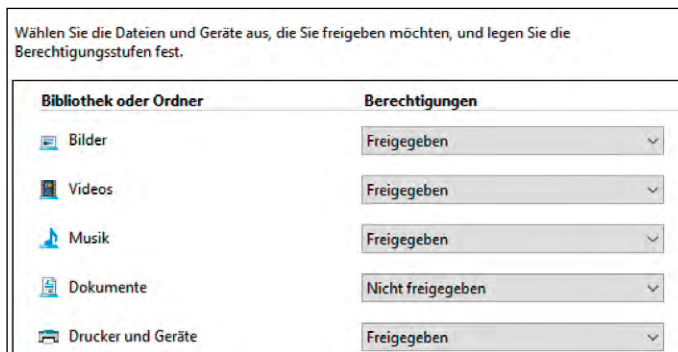 Wählen Sie die Dateien und Geräte aus, die Sie freigeben möchten, und legen Sie die
Berechtigungsstufen fest.
Bibliothek oder Ordner Berechtigungen
Bilder Freigegeben
Videos Freigegeben
Musik Freigegeben
Dokumente Nicht freigegeben
Drucker und Geräte Freigegeben